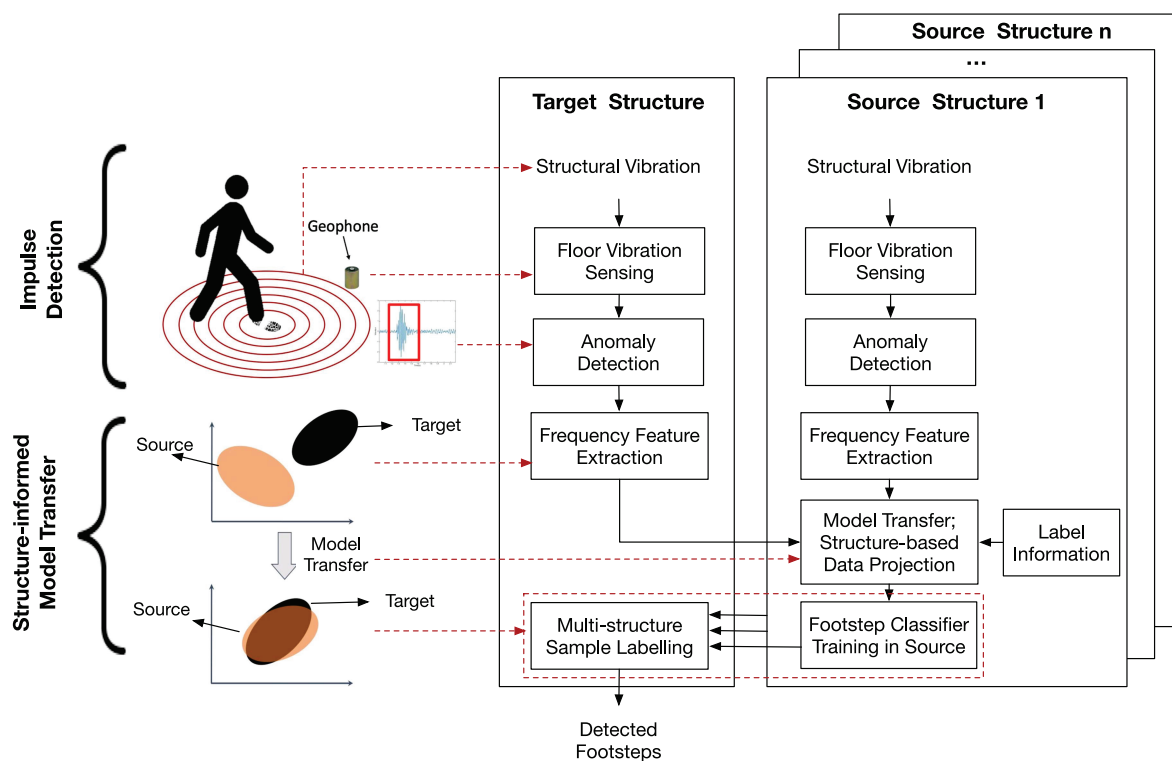 Source Structure n
...
Target Structure
Source Structure 1
Impulse
Detection
Geophone
Structural Vibration
Floor Vibration
Sensing
Anomaly
Detection
Frequency Feature
Extraction
Structural Vibration
Floor Vibration
Sensing
Anomaly
Detection
Frequency Feature
Extraction
Model Transfer;
Structure-based
Data Projection
Label
Information
Structure-informed
Model Transfer
Source
Target
Model
Transfer
Source
Target
Multi-structure
Sample Labelling
Footstep Classifier
Training in Source
Detected
Footsteps